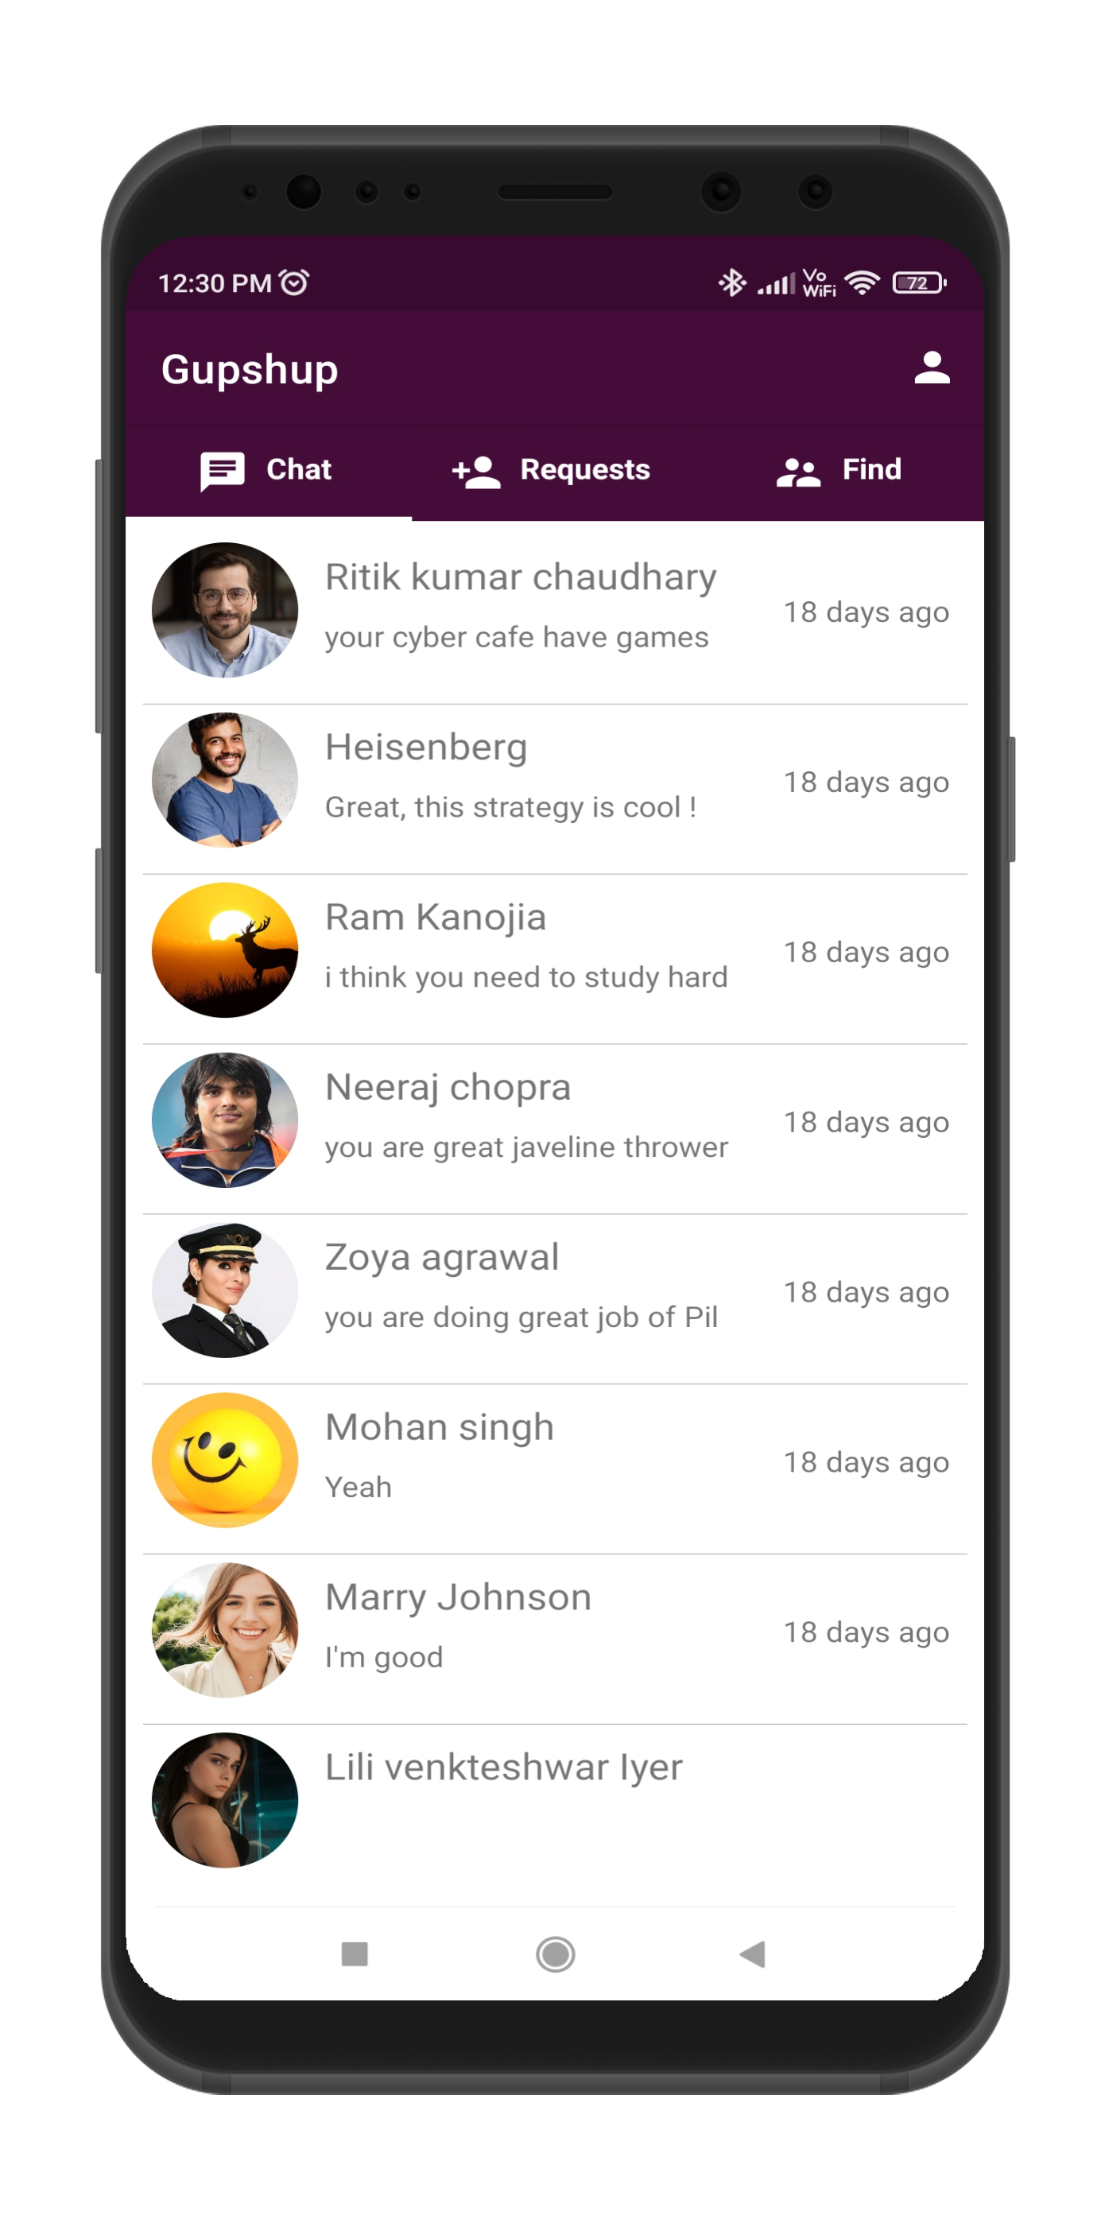 12:30 PM
Vo
WiFi
72
Gupshup
Chat Requests Find
Ritik kumar chaudhary
18 days ago
your cyber cafe have games
Heisenberg
18 days ago
Great, this strategy is cool !
Ram Kanojia
18 days ago
i think you need to study hard
Neeraj chopra
18 days ago
you are great javeline thrower
Zoya agrawal
18 days ago
you are doing great job of Pil
Mohan singh
18 days ago
Yeah
Marry Johnson
18 days ago
I'm good
Lili venkteshwar Iyer